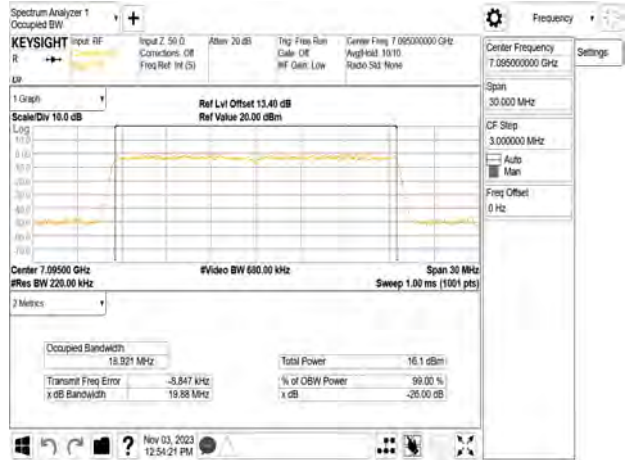 Spectrum Analyzer 1
Occupied BW
Frequency
KEYSIGHT
Input: RF
Input Z: 50 Ω
Atten: 20 dB
Trig: Free Run
Center Freq: 7.095000000 GHz
R
Corrections: Off
Gate: Off
Avg|Hold: 10/10
Freq Ref: Int (S)
#IF Gain: Low
Radio Std: None
Center Frequency
7.095000000 GHz
Settings
Span
30.000 MHz
CF Step
3.000000 MHz
Auto
Man
Freq Offset
0 Hz
1 Graph
Ref Lvl Offset 13.40 dB
Scale/Div 10.0 dB
Ref Value 20.00 dBm
Log
10.0
0.00
Center 7.09500 GHz
#Video BW 680.00 kHz
Span 30 MHz
#Res BW 220.00 kHz
Sweep 1.00 ms (1001 pts)
2 Metrics
Occupied Bandwidth
18.921 MHz
Total Power
16.1 dBm
Transmit Freq Error
-8.847 kHz
% of OBW Power
99.00 %
x dB Bandwidth
19.88 MHz
x dB
-26.00 dB
?
Nov 03, 2023
12:54:21 PM